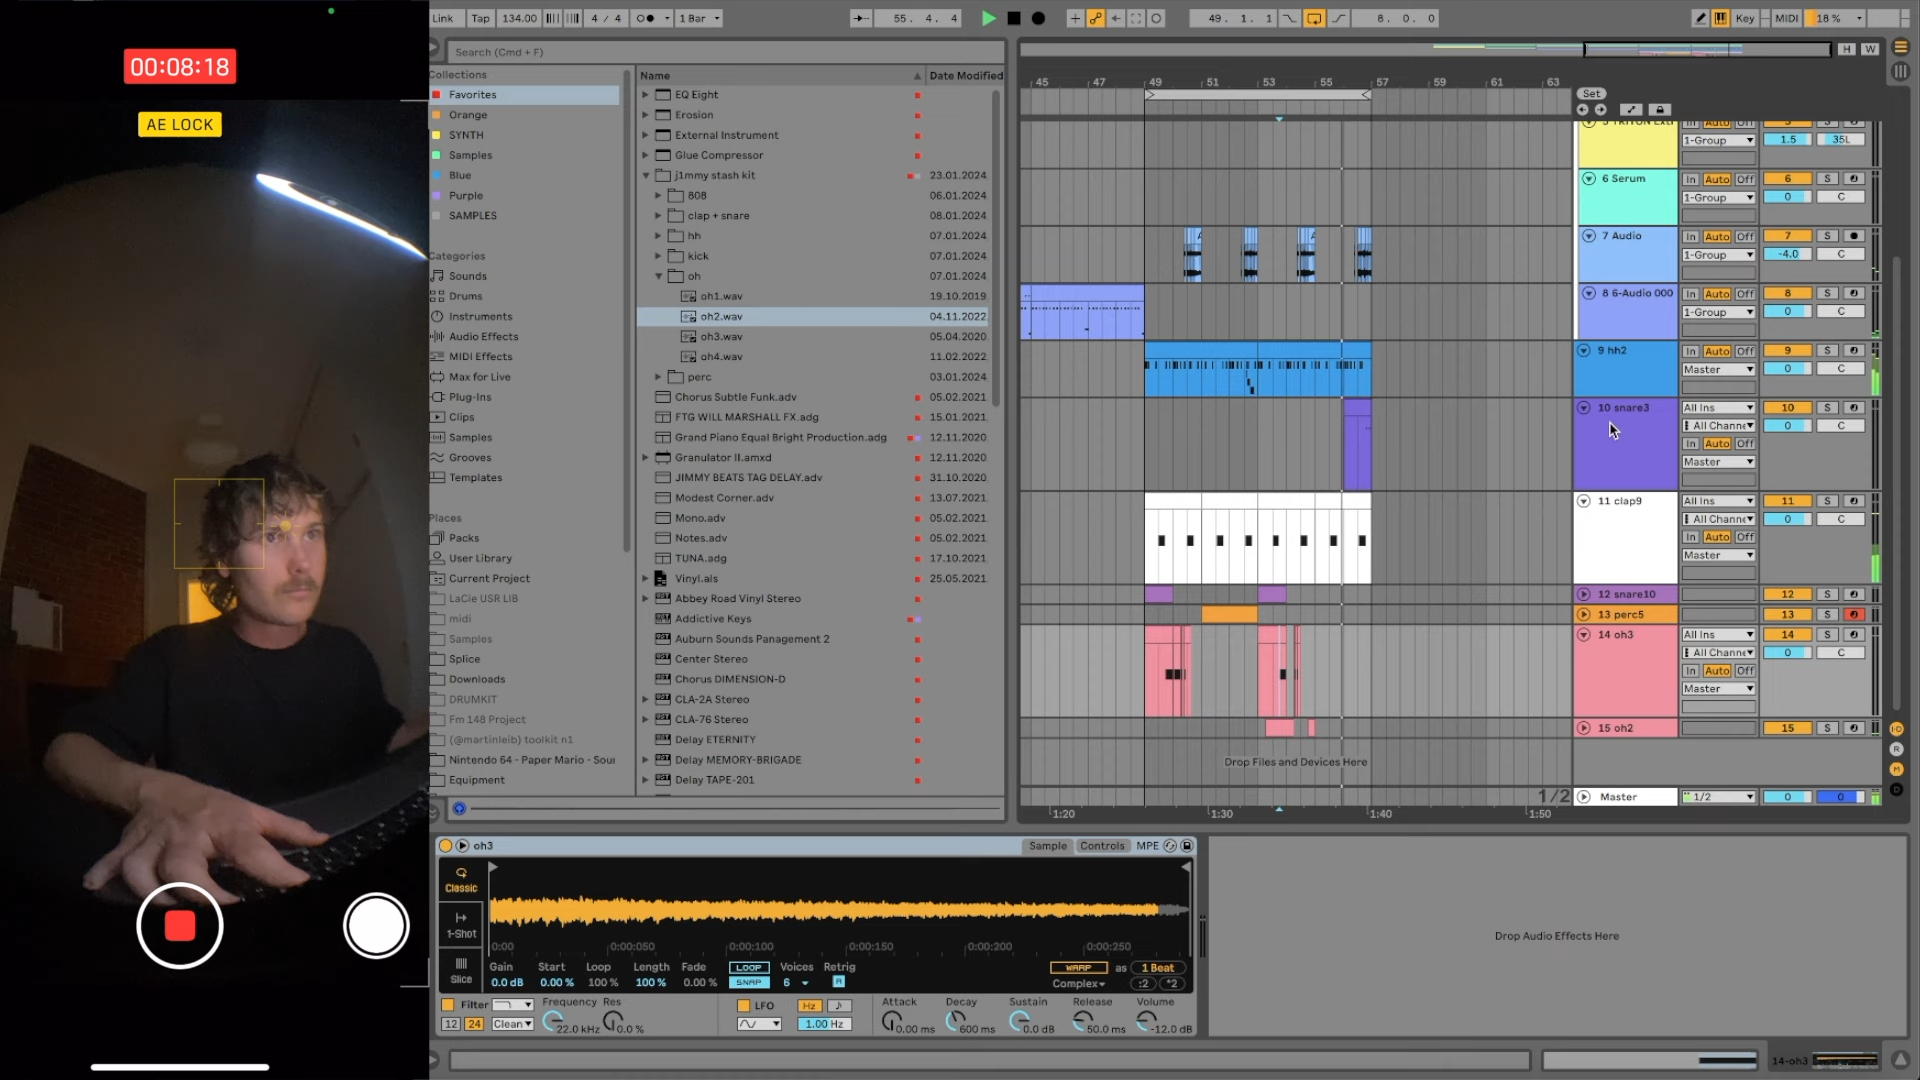 00:08:18
AE LOCK
Link Tap 134.00 4 / 4 1 Bar 55. 4. 4 49. 1. 1 8. 0. 0 Key MIDI 18 %
Search (Cmd + F)
H W
Collections
Favorites
Orange
SYNTH
Samples
Blue
Purple
SAMPLES
Categories
Sounds
Drums
Instruments
Audio Effects
MIDI Effects
Max for Live
Plug-Ins
Clips
Samples
Grooves
Templates
Places
Packs
User Library
Current Project
LaCie USR LIB
midi
Samples
Splice
Downloads
DRUMKIT
Fm 148 Project
(@martinleib) toolkit n1
Nintendo 64 - Paper Mario - Soui
Equipment
Name Date Modified
EQ Eight
Erosion
External Instrument
Glue Compressor
j1mmy stash kit 23.01.2024
808 06.01.2024
clap + snare 08.01.2024
hh 07.01.2024
kick 07.01.2024
oh 07.01.2024
oh1.wav 19.10.2019
oh2.wav 04.11.2022
oh3.wav 05.04.2020
oh4.wav 11.02.2022
perc 03.01.2024
Chorus Subtle Funk.adv 05.02.2021
FTG WILL MARSHALL FX.adg 15.01.2021
Grand Piano Equal Bright Production.adg 12.11.2020
Granulator II.amxd 12.11.2020
JIMMY BEATS TAG DELAY.adv 31.10.2020
Modest Corner.adv 13.07.2021
Mono.adv 05.02.2021
Notes.adv 05.02.2021
TUNA.adg 17.10.2021
Vinyl.als 25.05.2021
Abbey Road Vinyl Stereo
Addictive Keys
Auburn Sounds Panagement 2
Center Stereo
Chorus DIMENSION-D
CLA-2A Stereo
CLA-76 Stereo
Delay ETERNITY
Delay MEMORY-BRIGADE
Delay TAPE-201
45 47 49 51 53 55 57 59 61 63
Set
1-Group 1.5 35L
6 Serum In Auto Off 6 S
1-Group 0 C
7 Audio In Auto Off 7 S
1-Group -4.0 C
8 6-Audio 000 In Auto Off 8 S
1-Group 0 C
9 hh2 In Auto Off 9 S
Master 0 C
10 snare3 All Ins 10 S
All Channe 0 C
In Auto Off
Master
11 clap9 All Ins 11 S
All Channe 0 C
In Auto Off
Master
12 snare10 12 S
13 perc5 13 S
14 oh3 All Ins 14 S
All Channe 0 C
In Auto Off
Master
15 oh2 15 S
Drop Files and Devices Here
1/2 Master 1/2 0 0
1:20 1:30 1:40 1:50
oh3 Sample Controls MPE
Classic
1-Shot
Slice
0:00 0:00:050 0:00:100 0:00:150 0:00:200 0:00:250
Gain Start Loop Length Fade LOOP Voices Retrig WARP as 1 Beat
0.0 dB 0.00 % 100 % 100 % 0.00 % SNAP 6 R Complex :2 *2
Filter Frequency Res LFO Hz Attack Decay Sustain Release Volume
12 24 Clean 22.0 kHz 0.0 % 1.00 Hz 0.00 ms 600 ms 0.0 dB 50.0 ms -12.0 dB
Drop Audio Effects Here
14-oh3